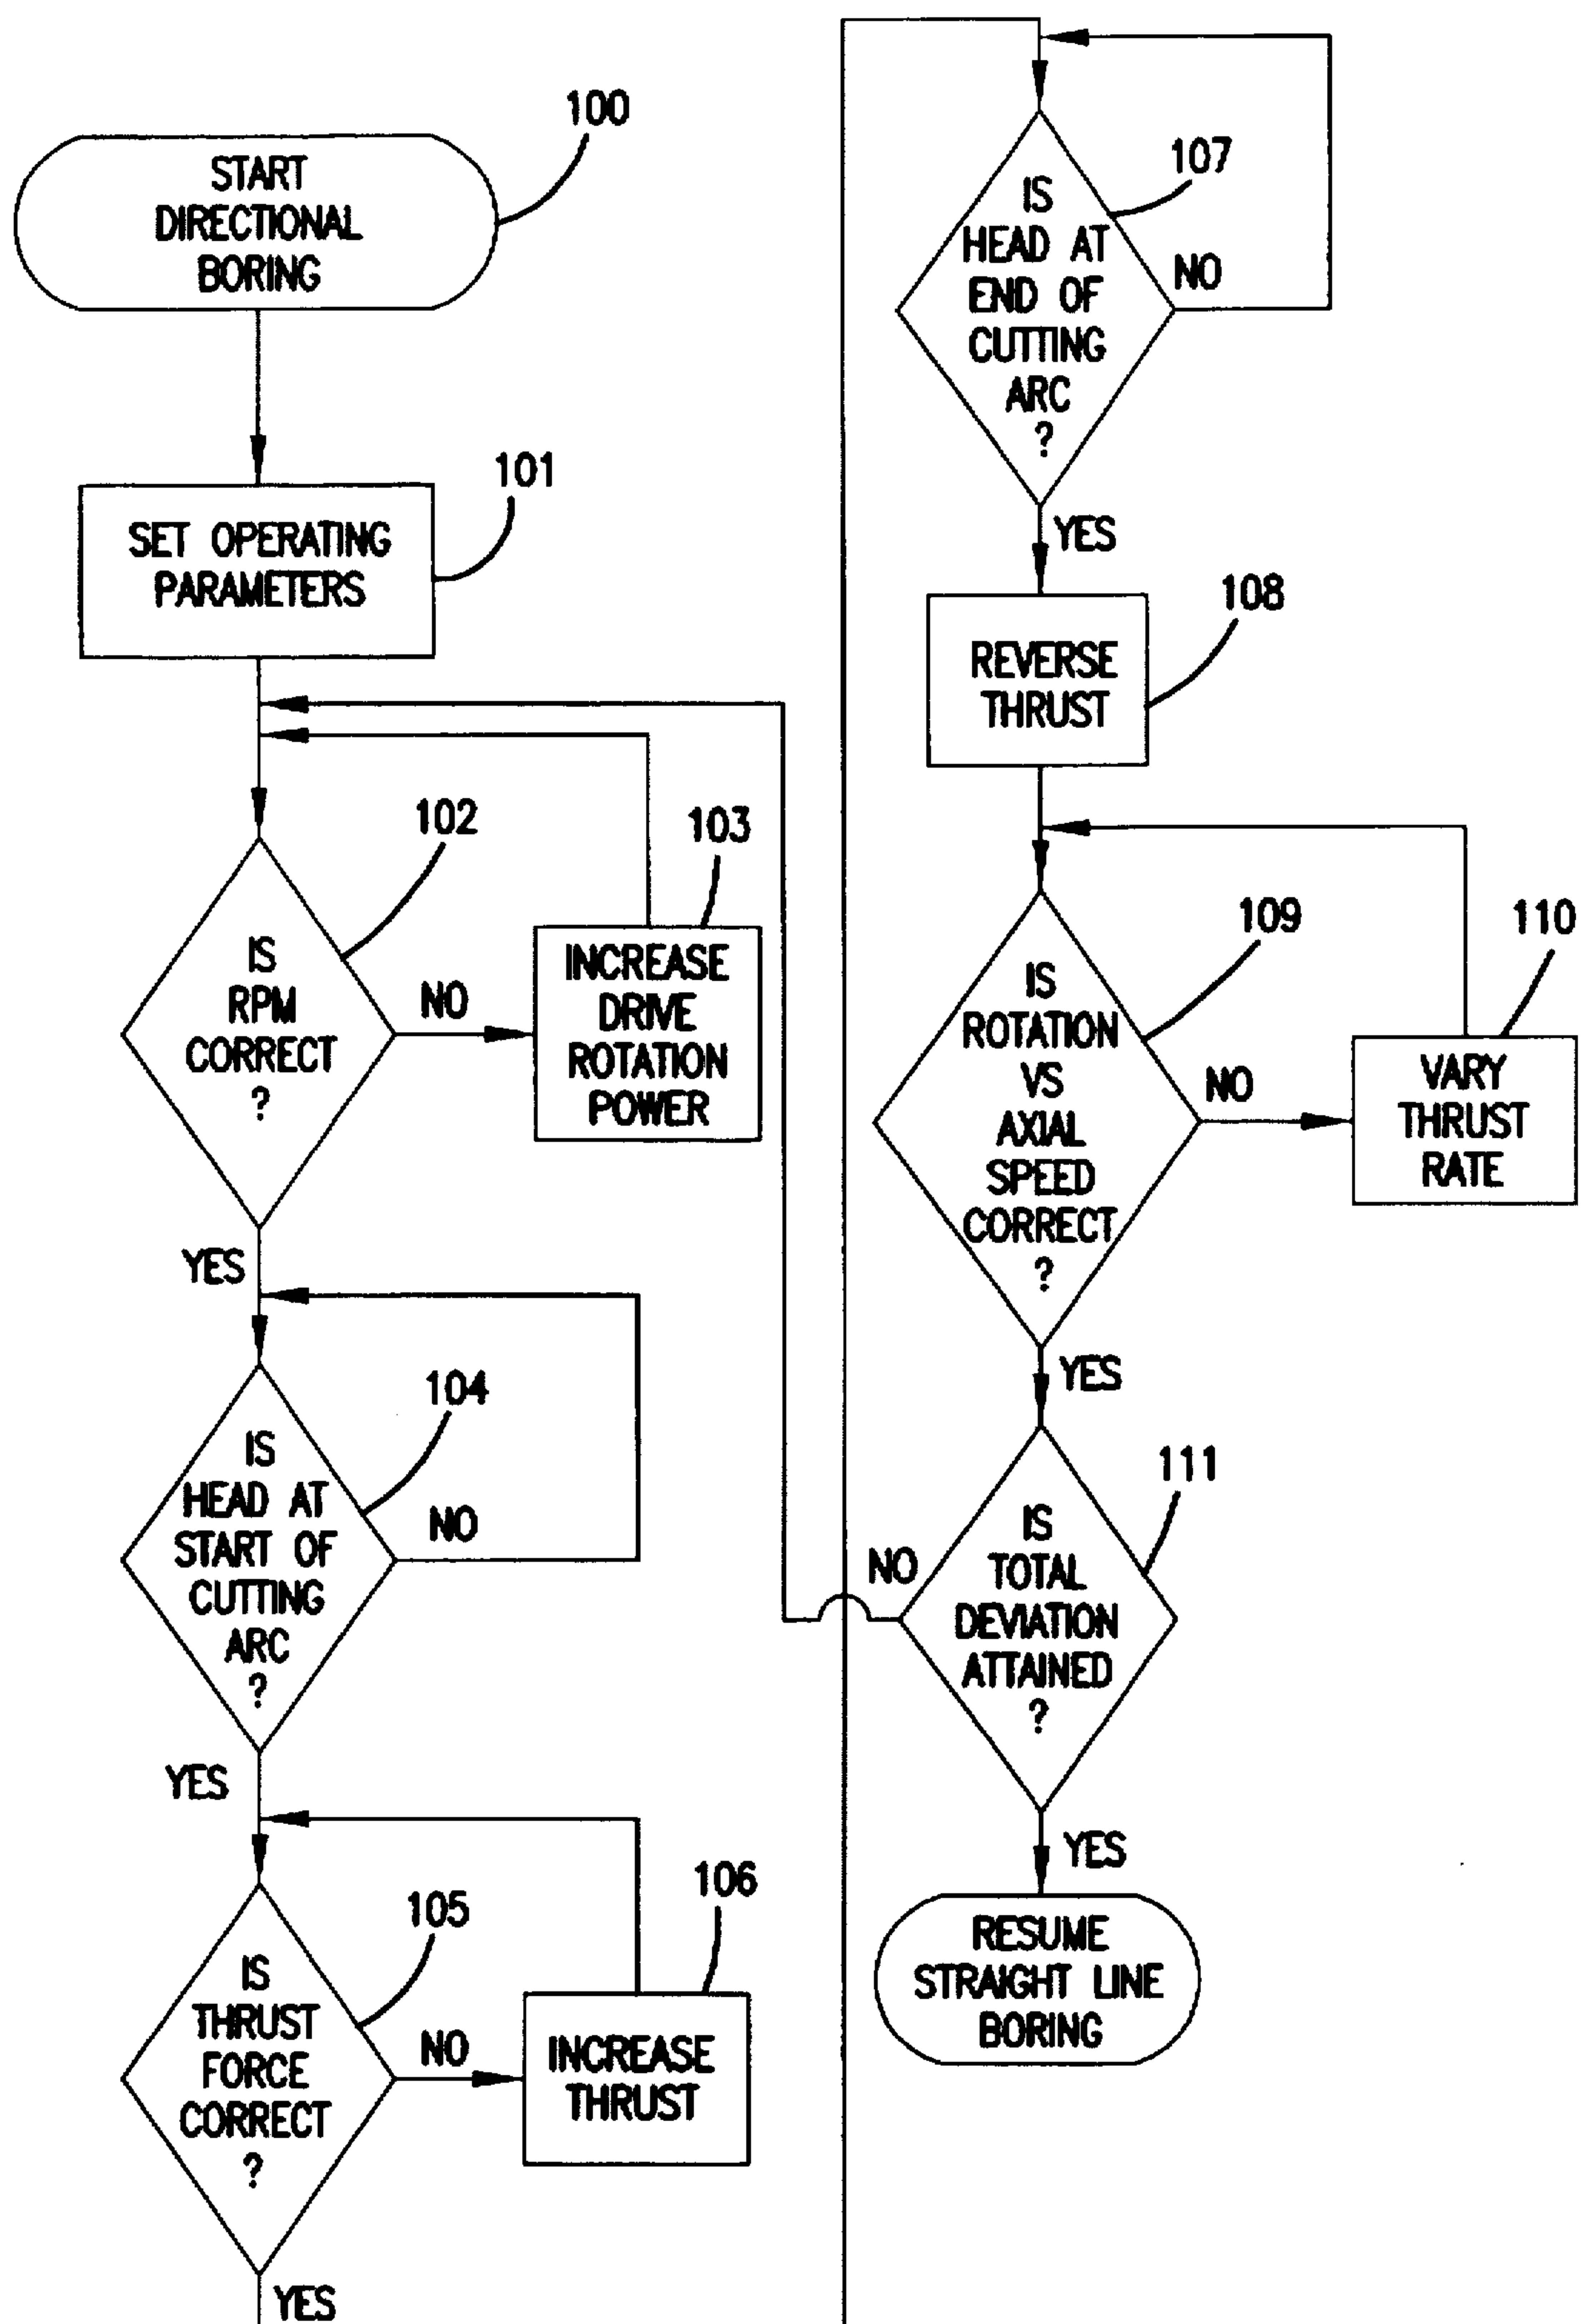 100
START
DIRECTIONAL
BORING
101
SET OPERATING
PARAMETERS
102
IS
RPM
CORRECT
?
NO
103
INCREASE
DRIVE
ROTATION
POWER
YES
104
IS
HEAD AT
START OF
CUTTING
ARC
?
NO
YES
105
IS
THRUST
FORCE
CORRECT
?
NO
106
INCREASE
THRUST
YES
107
IS
HEAD AT
END OF
CUTTING
ARC
?
NO
YES
108
REVERSE
THRUST
109
IS
ROTATION
VS
AXIAL
SPEED
CORRECT
?
NO
110
VARY
THRUST
RATE
YES
111
IS
TOTAL
DEVIATION
ATTAINED
?
NO
YES
RESUME
STRAIGHT LINE
BORING